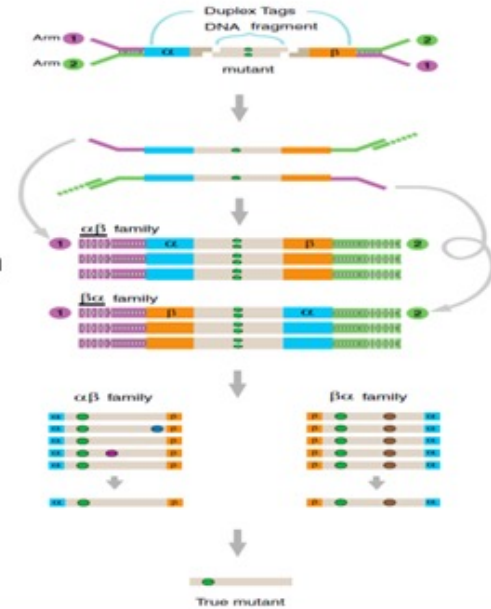 Duplex Tags
DNA fragment
Arm 1 α β 2
Arm 2 1
mutant
αβ family
1 α β 2
βα family
1 β α 2
αβ family βα family
α β β α
α β β α
α β β α
α β β α
α β β α
α β β α
True mutant